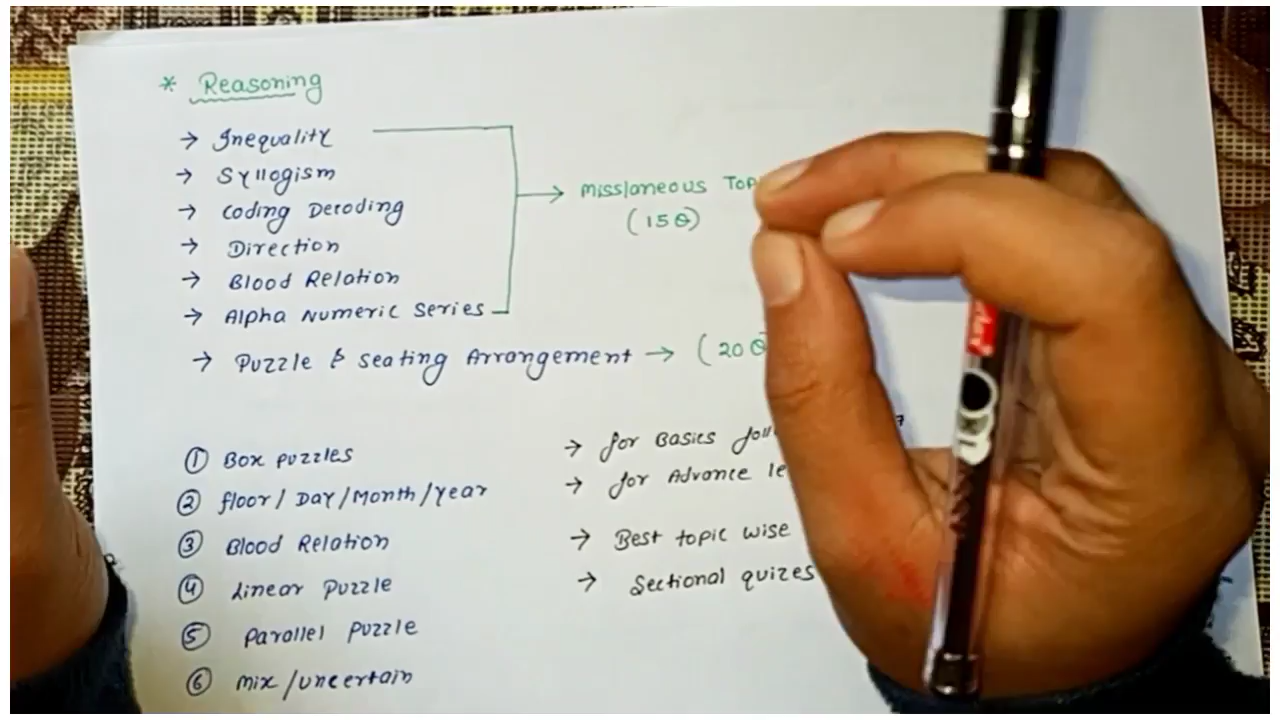 * Reasoning
→ Inequality
→ Syllogism
→ Coding Decoding
→ Direction
→ Blood Relation
→ Alpha Numeric Series
→ Misslaneous
(15Q)
→ Puzzle & Seating Arrangement → (20Q
① Box puzzles
② floor/ Day/Month/year
③ Blood Relation
④ Linear Puzzle
⑤ Parallel Puzzle
⑥ Mix/uncertain
→ for Basics
→ for Advance
→ Best topic wise
→ Sectional quizes